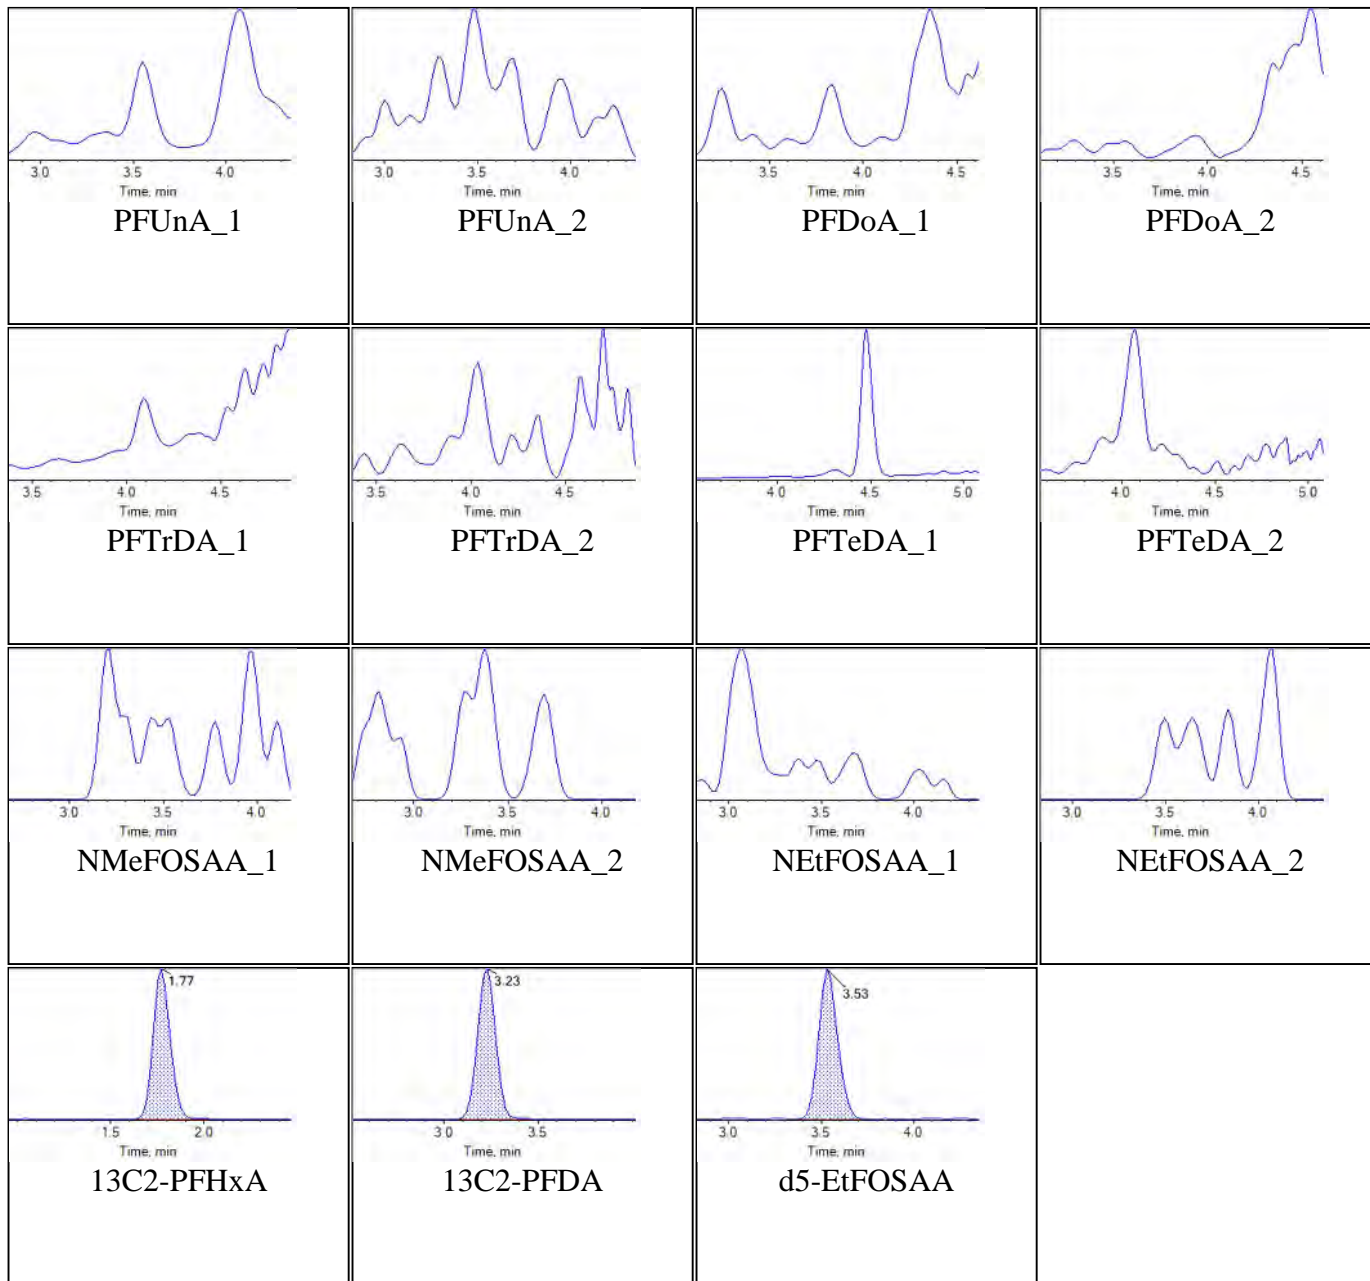 3.0 3.5 4.0
Time, min
PFUnA_1
3.0 3.5 4.0
Time, min
PFUnA_2
3.5 4.0 4.5
Time, min
PFDoA_1
3.5 4.0 4.5
Time, min
PFDoA_2
3.5 4.0 4.5
Time, min
PFTrDA_1
3.5 4.0 4.5
Time, min
PFTrDA_2
4.0 4.5 5.0
Time, min
PFTeDA_1
4.0 4.5 5.0
Time, min
PFTeDA_2
3.0 3.5 4.0
Time, min
NMeFOSAA_1
3.0 3.5 4.0
Time, min
NMeFOSAA_2
3.0 3.5 4.0
Time, min
NEtFOSAA_1
3.0 3.5 4.0
Time, min
NEtFOSAA_2
1.77
1.5 2.0
Time, min
13C2-PFHxA
3.23
3.0 3.5
Time, min
13C2-PFDA
3.53
3.0 3.5 4.0
Time, min
d5-EtFOSAA